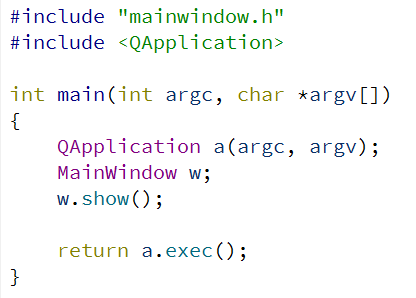 #include "mainwindow.h"
#include <QApplication>

int main(int argc, char *argv[])
{
    QApplication a(argc, argv);
    MainWindow w;
    w.show();

    return a.exec();
}